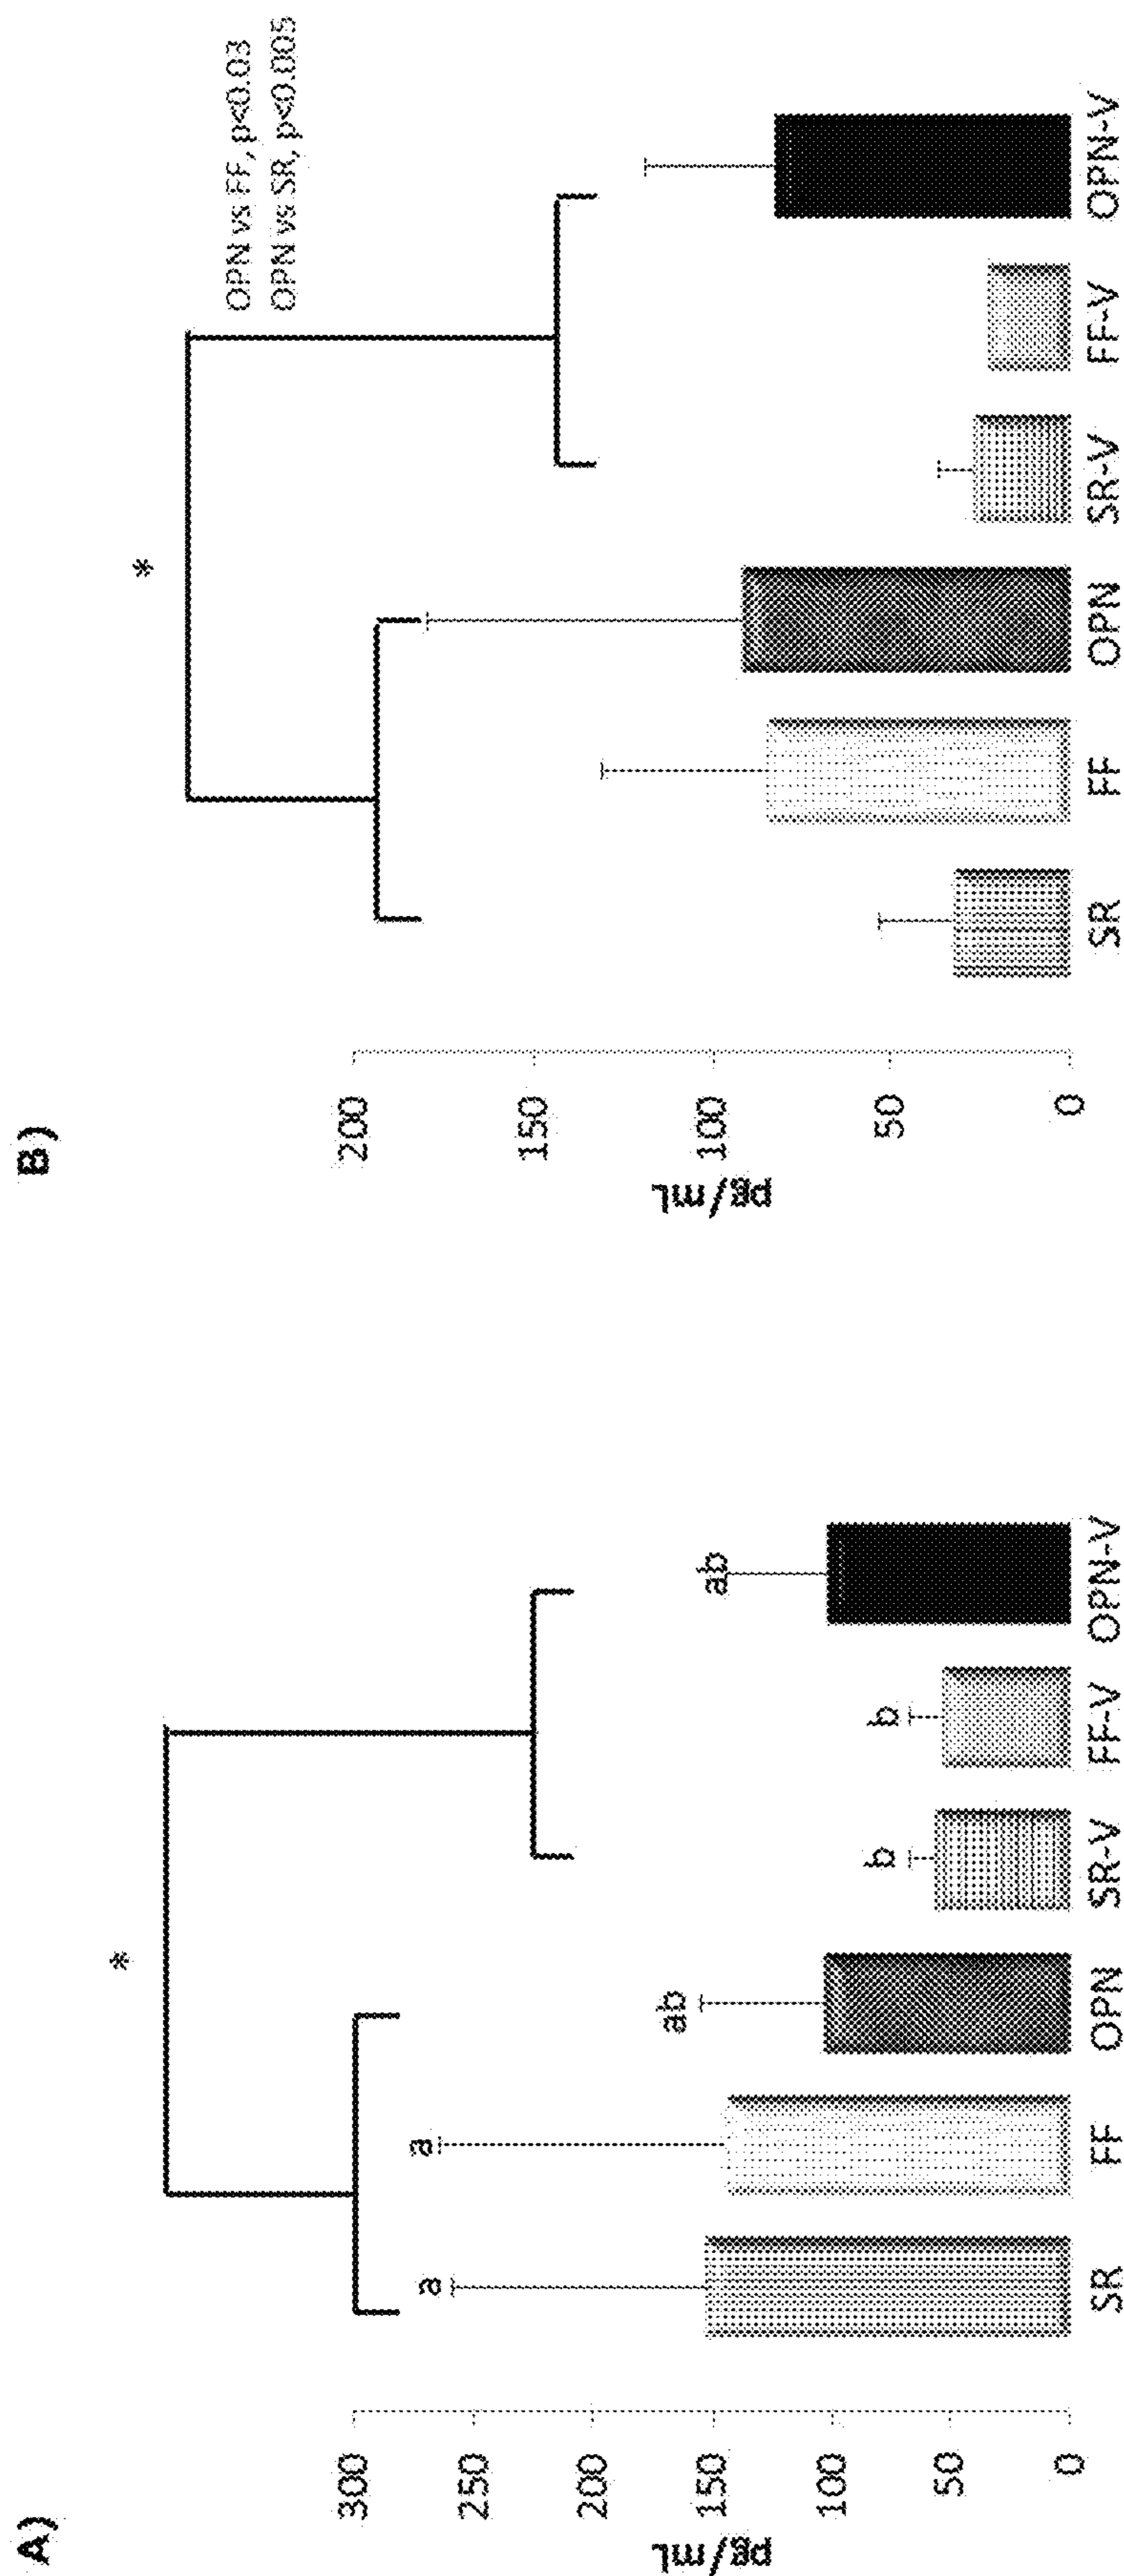 A)
*
300
250
200
150
100
50
0
pg/mL
a
a
ab
b
b
ab
SR
FF
OPN
SR-V
FF-V
OPN-V
B)
*
OPN vs FF, p<0.03
OPN vs SR, p<0.005
200
150
100
50
0
pg/mL
SR
FF
OPN
SR-V
FF-V
OPN-V